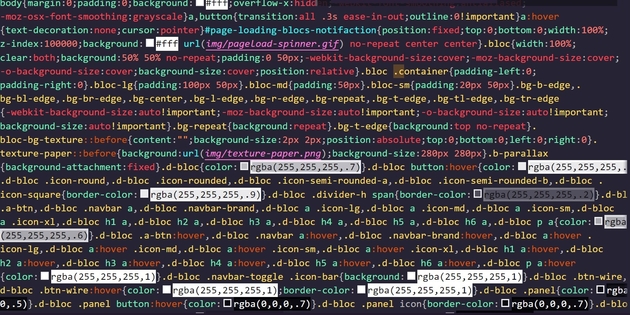 body{margin:0;padding:0;background:#fff;overflow-x:hidd
-moz-osx-font-smoothing:grayscale}a,button{transition:all .3s ease-in-out;outline:0!important}a:hover
{text-decoration:none;cursor:pointer}#page-loading-blocs-notifaction{position:fixed;top:0;bottom:0;width:100%;
z-index:100000;background:#fff url(img/pageload-spinner.gif) no-repeat center center}.bloc{width:100%;
clear:both;background:50% 50% no-repeat;padding:0 50px;-webkit-background-size:cover;-moz-background-size:cover;
-o-background-size:cover;background-size:cover;position:relative}.bloc .container{padding-left:0;
padding-right:0}.bloc-lg{padding:100px 50px}.bloc-md{padding:50px}.bloc-sm{padding:20px 50px}.bg-b-edge,.
bg-bl-edge,.bg-br-edge,.bg-center,.bg-l-edge,.bg-r-edge,.bg-repeat,.bg-t-edge,.bg-tl-edge,.bg-tr-edge
{-webkit-background-size:auto!important;-moz-background-size:auto!important;-o-background-size:auto!important;
background-size:auto!important}.bg-repeat{background:repeat}.bg-t-edge{background:top no-repeat}.
bloc-bg-texture::before{content:"";background-size:2px 2px;position:absolute;top:0;bottom:0;left:0;right:0}.
texture-paper::before{background:url(img/texture-paper.png);background-size:280px 280px}.b-parallax
{background-attachment:fixed}.d-bloc{color:rgba(255,255,255,.7)}.d-bloc button:hover{color:rgba(255,255,255,
.d-bloc .icon-round,.d-bloc .icon-rounded,.d-bloc .icon-semi-rounded-a,.d-bloc .icon-semi-rounded-b,.d-bloc .
icon-square{border-color:rgba(255,255,255,.9)}.d-bloc .divider-h span{border-color:rgba(255,255,255,.2)}.d-bloc
.a-btn,.d-bloc .navbar a,.d-bloc .navbar-brand,.d-bloc a .icon-lg,.d-bloc a .icon-md,.d-bloc a .icon-sm,.d-bloc
a .icon-xl,.d-bloc h1 a,.d-bloc h2 a,.d-bloc h3 a,.d-bloc h4 a,.d-bloc h5 a,.d-bloc h6 a,.d-bloc p a{color:rgba
(255,255,255,.6)}.d-bloc .a-btn:hover,.d-bloc .navbar a:hover,.d-bloc .navbar-brand:hover,.d-bloc a:hover .
icon-lg,.d-bloc a:hover .icon-md,.d-bloc a:hover .icon-sm,.d-bloc a:hover .icon-xl,.d-bloc h1 a:hover,.d-bloc
h2 a:hover,.d-bloc h3 a:hover,.d-bloc h4 a:hover,.d-bloc h5 a:hover,.d-bloc h6 a:hover,.d-bloc p a:hover
{color:rgba(255,255,255,1)}.d-bloc .navbar-toggle .icon-bar{background:rgba(255,255,255,1)}.d-bloc .btn-wire,
.d-bloc .btn-wire:hover{color:rgba(255,255,255,1);border-color:rgba(255,255,255,1)}.d-bloc .panel{color:rgba(0,
0,.5)}.d-bloc .panel button:hover{color:rgba(0,0,0,.7)}.d-bloc .panel icon{border-color:rgba(0,0,0,.7)}